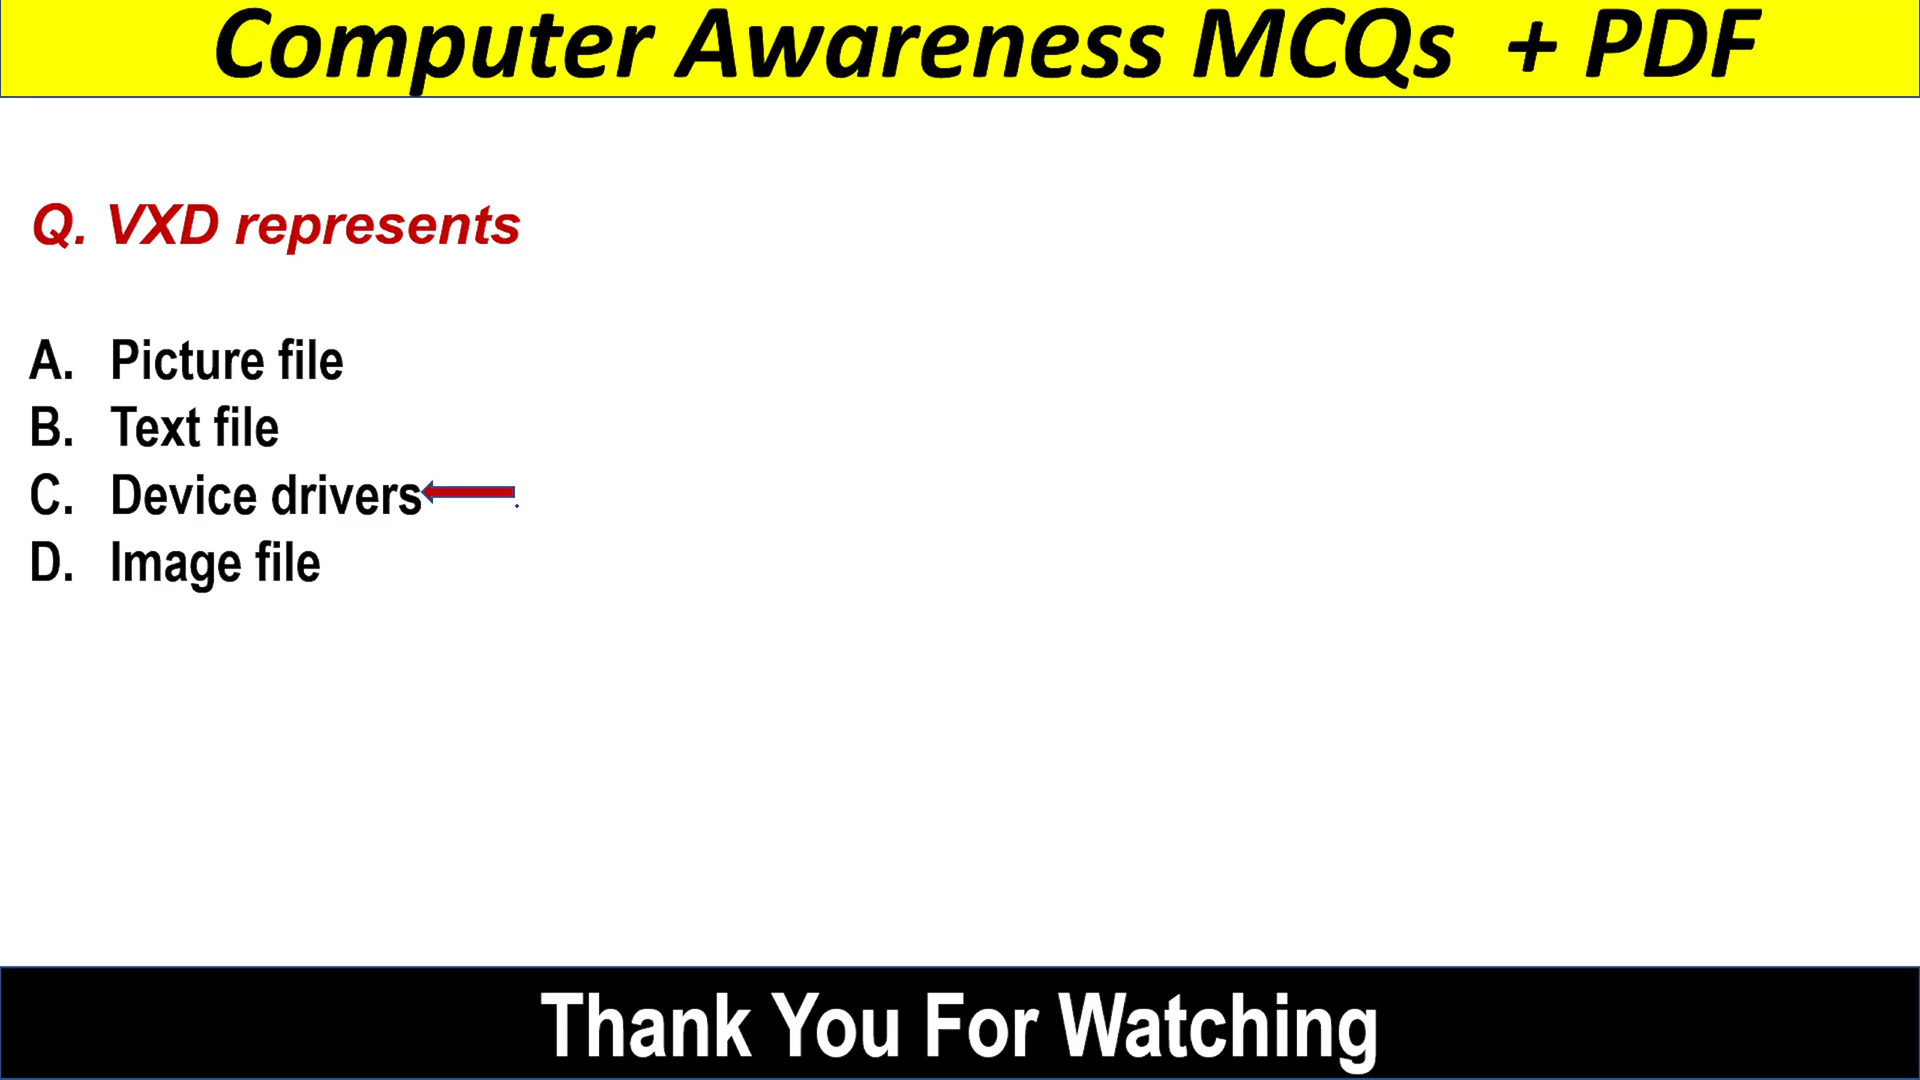 Computer Awareness MCQs + PDF
Q. VXD represents
A. Picture file
B. Text file
C. Device drivers
D. Image file
Thank You For Watching